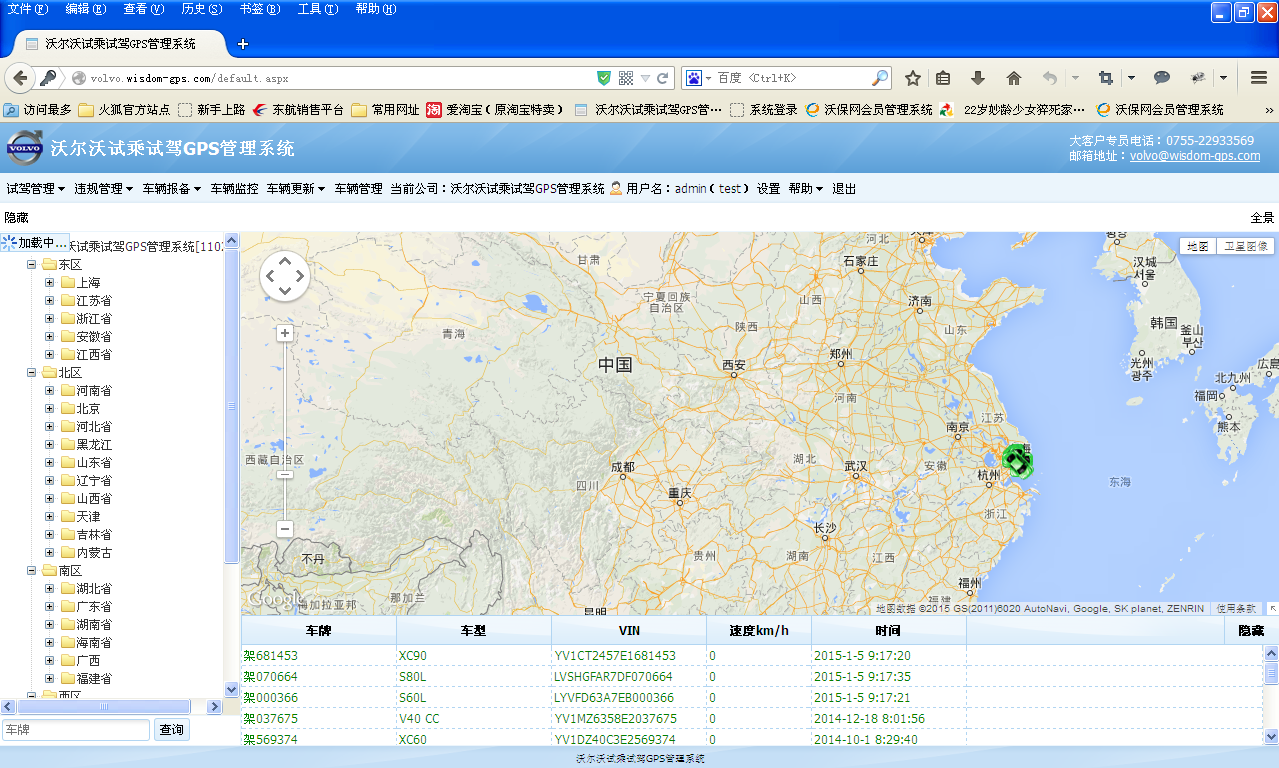 文件(F) 编辑(E) 查看(V) 历史(S) 书签(B) 工具(T) 帮助(H)
沃尔沃试乘试驾GPS管理系统
volvo.wisdom-gps.com/default.aspx
百度 <Ctrl+K>
访问最多 火狐官方站点 新手上路 东航销售平台 常用网址 淘 爱淘宝(原淘宝特卖) 沃尔沃试乘试驾GPS管... 系统登录 沃保网会员管理系统 22岁妙龄少女猝死象... 沃保网会员管理系统 »
VOLVO 沃尔沃试乘试驾GPS管理系统
大客户专员电话:0755-22933569
邮箱地址:volvo@wisdom-gps.com
试驾管理 违规管理 车辆报备 车辆监控 车辆更新 车辆管理 当前公司:沃尔沃试乘试驾GPS管理系统 用户名:admin(test) 设置 帮助 退出
隐藏 全景
加载中... 沃试乘试驾GPS管理系统[110
东区
上海
江苏省
浙江省
安徽省
江西省
北区
河南省
北京
河北省
黑龙江
山东省
辽宁省
山西省
天津
吉林省
内蒙古
南区
湖北省
广东省
湖南省
海南省
广西
福建省
西区
车牌 查询
地图 卫星图像
河北
甘肃
石家庄
汉城
서울
宁夏回族
自治区
山西
济南
青海
陕西
山东
韩国
釜山
부산
中国
西安
郑州
光州
광주
広島
北九州
福岡
熊本
河南
江苏
南京
西藏自治区
成都
湖北
武汉
安徽
杭州
四川
重庆
东海
浙江
长沙
不丹
贵州
湖南
江西
福州
Google
梅加拉亚邦
那加兰
昆明
福建
地图数据 ©2015 GS(2011)6020 AutoNavi, Google, SK planet, ZENRIN 使用条款
车牌 车型 VIN 速度km/h 时间 隐藏
架681453 XC90 YV1CT2457E1681453 0 2015-1-5 9:17:20
架070664 S80L LVSHGFAR7DF070664 0 2015-1-5 9:17:35
架000366 S60L LYVFD63A7EB000366 0 2015-1-5 9:17:21
架037675 V40 CC YV1MZ6358E2037675 0 2014-12-18 8:01:56
架569374 XC60 YV1DZ40C3E2569374 0 2014-10-1 8:29:40
沃尔沃试乘试驾GPS管理系统